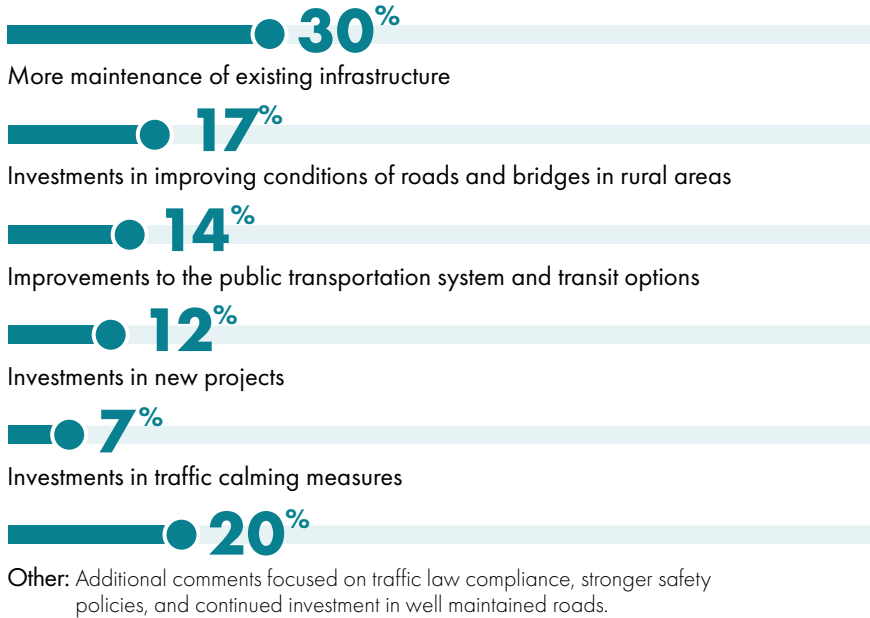 30%
More maintenance of existing infrastructure
17%
Investments in improving conditions of roads and bridges in rural areas
14%
Improvements to the public transportation system and transit options
12%
Investments in new projects
7%
Investments in traffic calming measures
20%
Other: Additional comments focused on traffic law compliance, stronger safety
policies, and continued investment in well maintained roads.